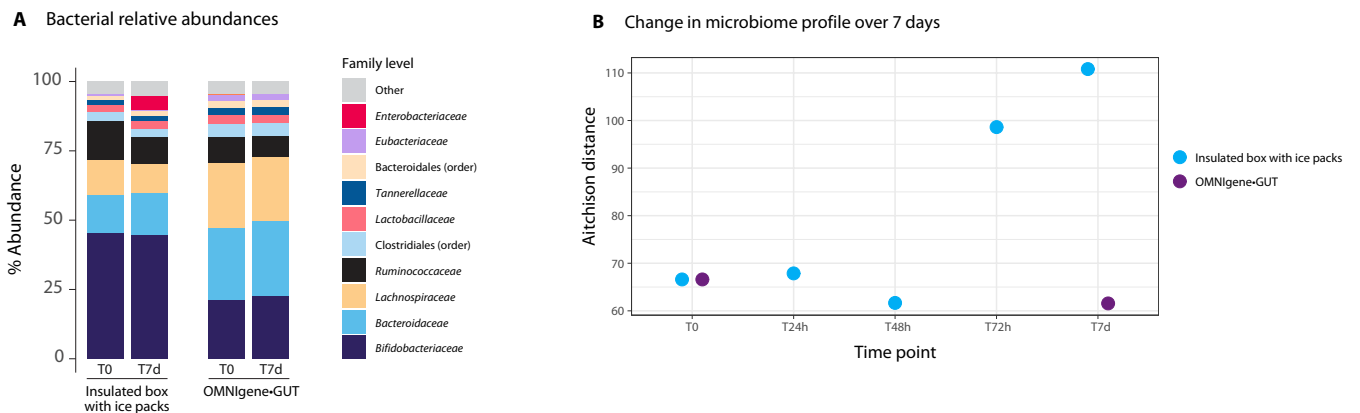 A Bacterial relative abundances
% Abundance
100
75
50
25
0
T0 T7d T0 T7d
Insulated box
with ice packs
OMNIgene•GUT
Family level
Other
Enterobacteriaceae
Eubacteriaceae
Bacteroidales (order)
Tannerellaceae
Lactobacillaceae
Clostridiales (order)
Ruminococcaceae
Lachnospiraceae
Bacteroidaceae
Bifidobacteriaceae
B Change in microbiome profile over 7 days
Aitchison distance
110
100
90
80
70
60
T0 T24h T48h T72h T7d
Time point
Insulated box with ice packs
OMNIgene•GUT